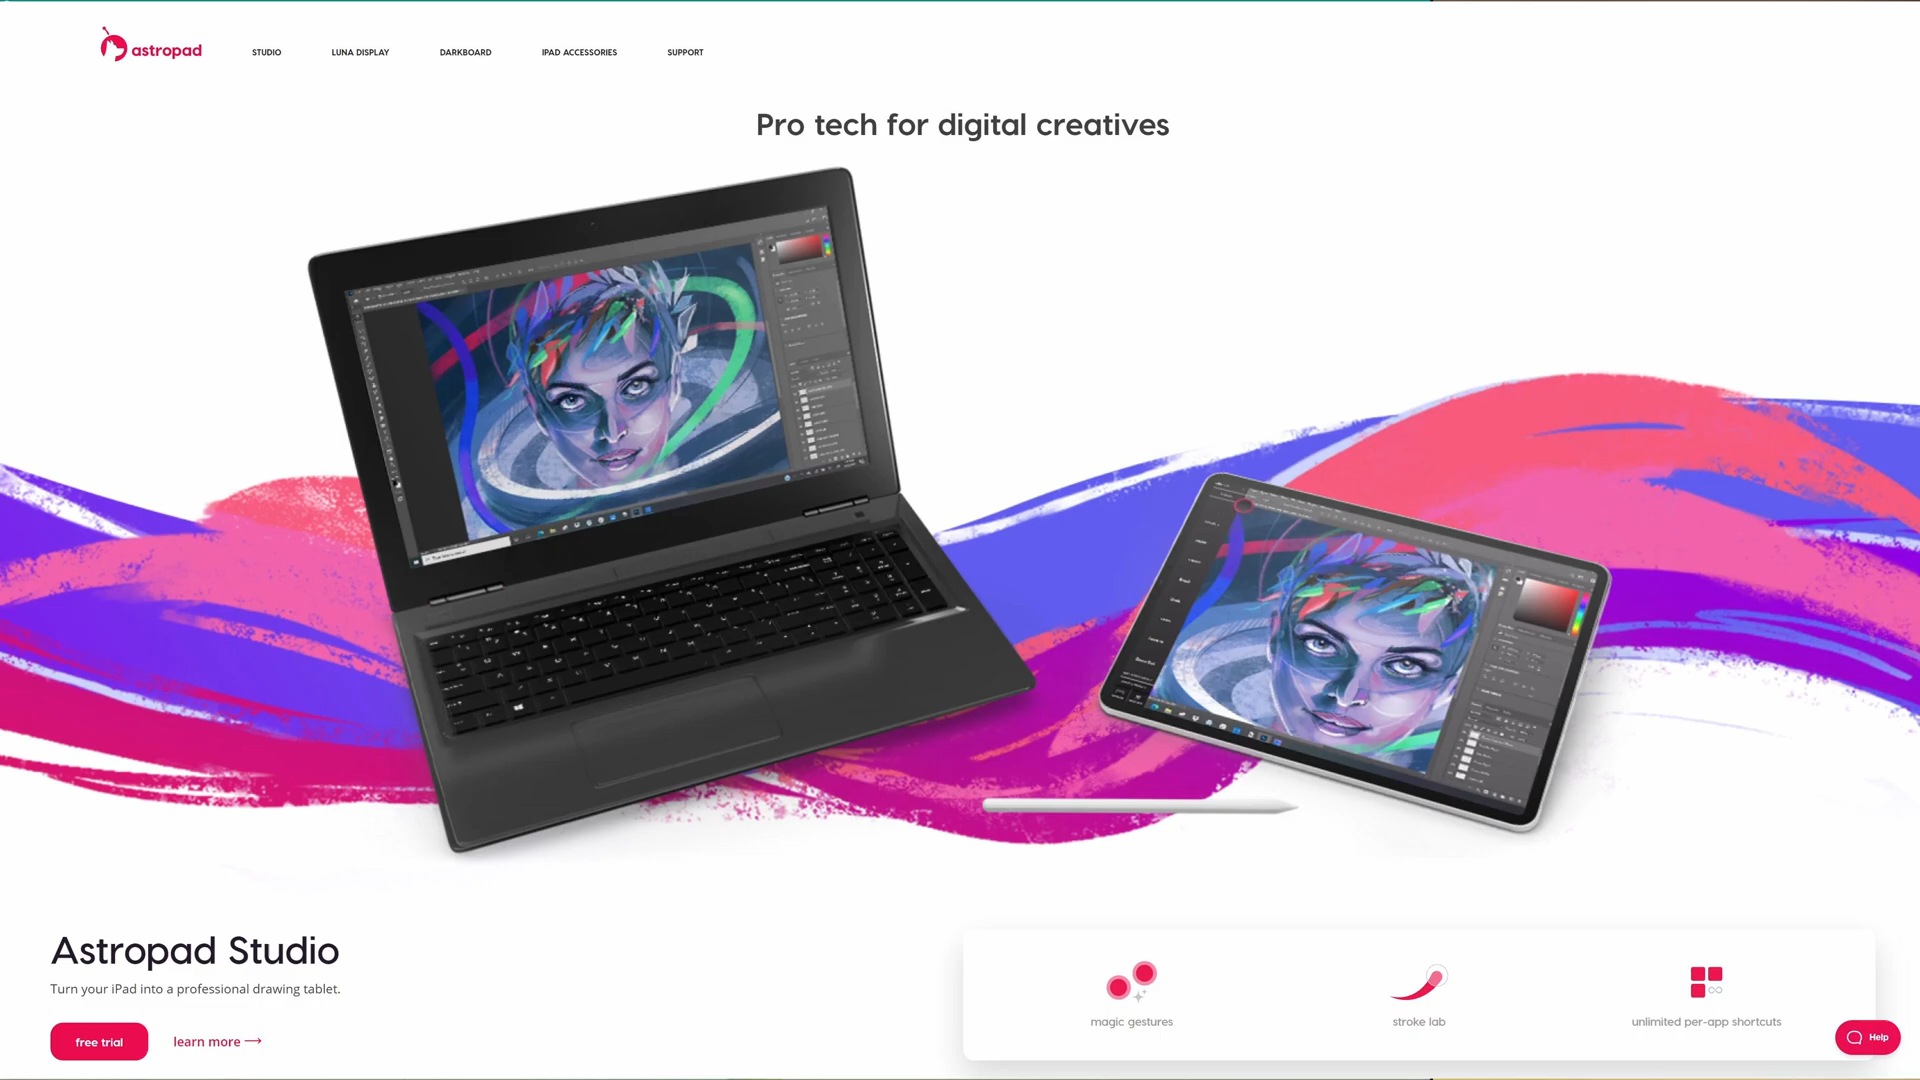 astropad
STUDIO
LUNA DISPLAY
DARKBOARD
IPAD ACCESSORIES
SUPPORT
Pro tech for digital creatives
Astropad Studio
Turn your iPad into a professional drawing tablet.
free trial
learn more →
magic gestures
stroke lab
unlimited per-app shortcuts
Help